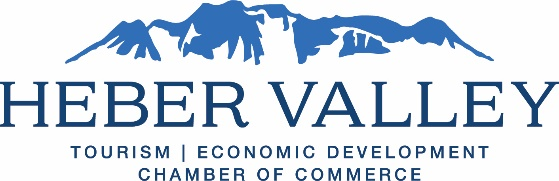 HEBER VALLEY
TOURISM | ECONOMIC DEVELOPMENT
CHAMBER OF COMMERCE